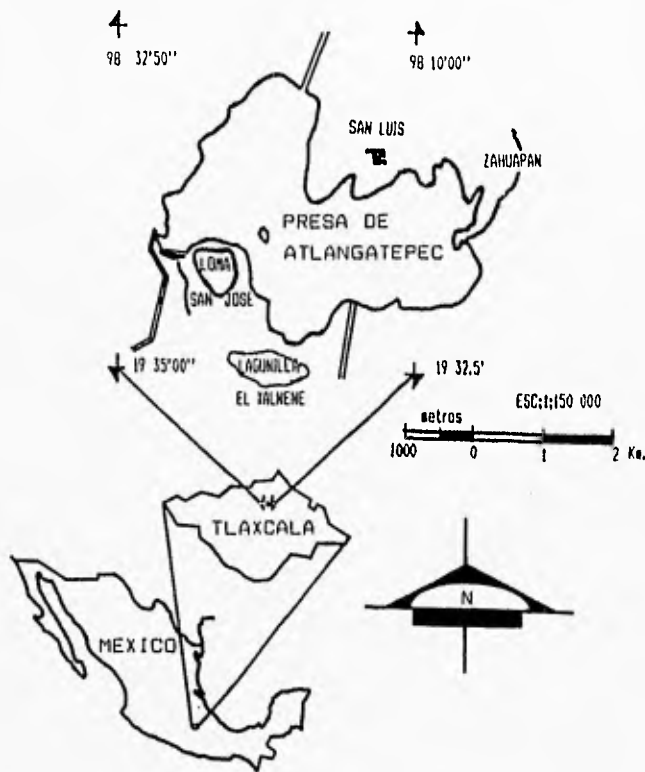 98 32'50"
98 10'00"
SAN LUIS
ZAHUAPAN
PRESA DE
ATLANGATEPEC
LOMA
SAN JOSE
19 35'00"
LAGUNILLA
EL XALNENE
19 32,5'
ESC:1:150 000
metros
1000 0 1 2 Km.
TLAXCALA
N
MEXICO